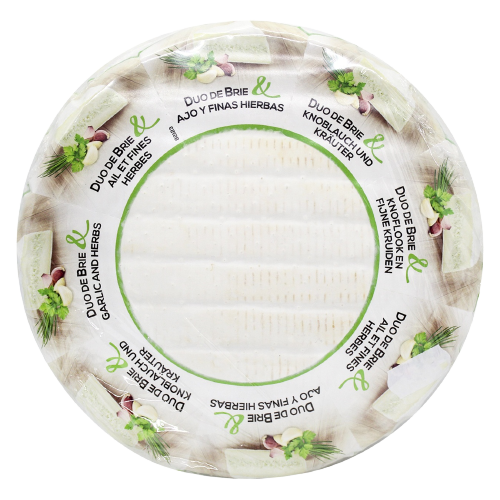 DUO DE BRIE &
AJO Y FINAS HIERBAS
DUO DE BRIE &
KNOBLAUCH UND
KRÄUTER
DUO DE BRIE &
KNOFLOOK EN
FIJNE KRUIDEN
DUO DE BRIE &
AIL ET FINES
HERBES
DUO DE BRIE &
AJO Y FINAS HIERBAS
DUO DE BRIE &
KNOBLAUCH UND
KRÄUTER
DUO DE BRIE &
GARLIC AND HERBS
DUO DE BRIE &
AIL ET FINES
HERBES